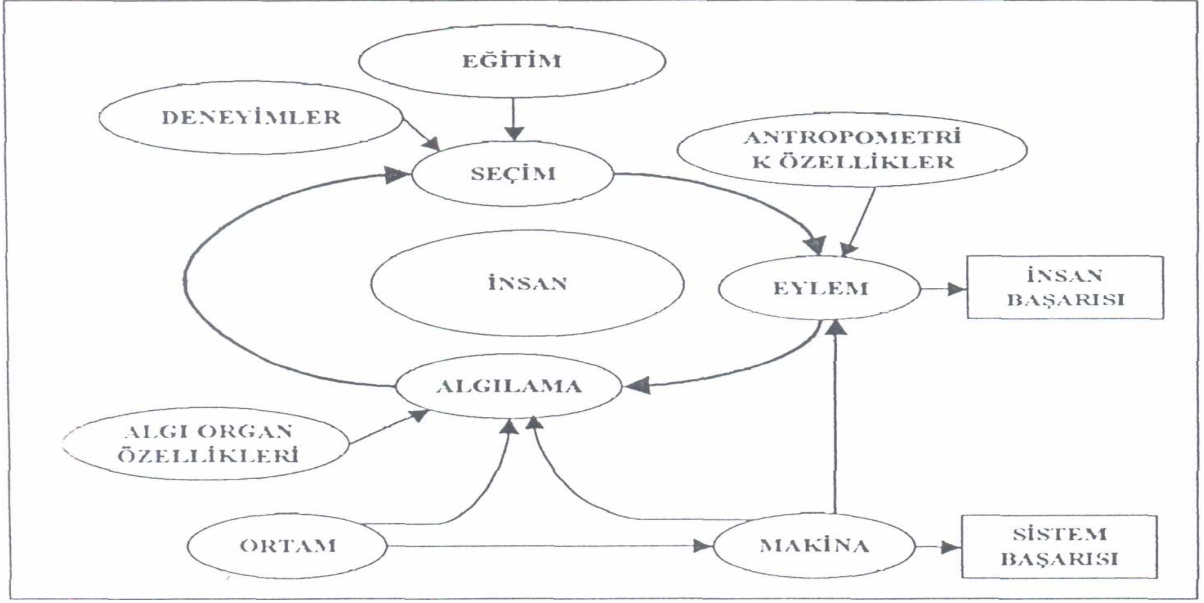 EĞİTİM
DENEYİMLER
ANTROPOMETRİ
K ÖZELLİKLER
SEÇİM
İNSAN
EYLEM
İNSAN
BAŞARISI
ALGILAMA
ALGI ORGAN
ÖZELLİKLERİ
ORTAM
MAKİNA
SİSTEM
BAŞARISI